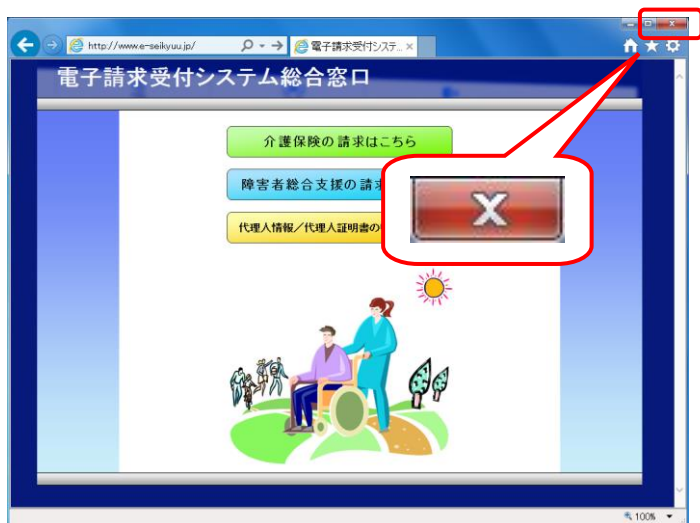 http://www.e-seikyuu.jp/
電子請求受付システ... ×
電子請求受付システム総合窓口
介護保険の請求はこちら
障害者総合支援の請
代理人情報／代理人証明書の
X
100%